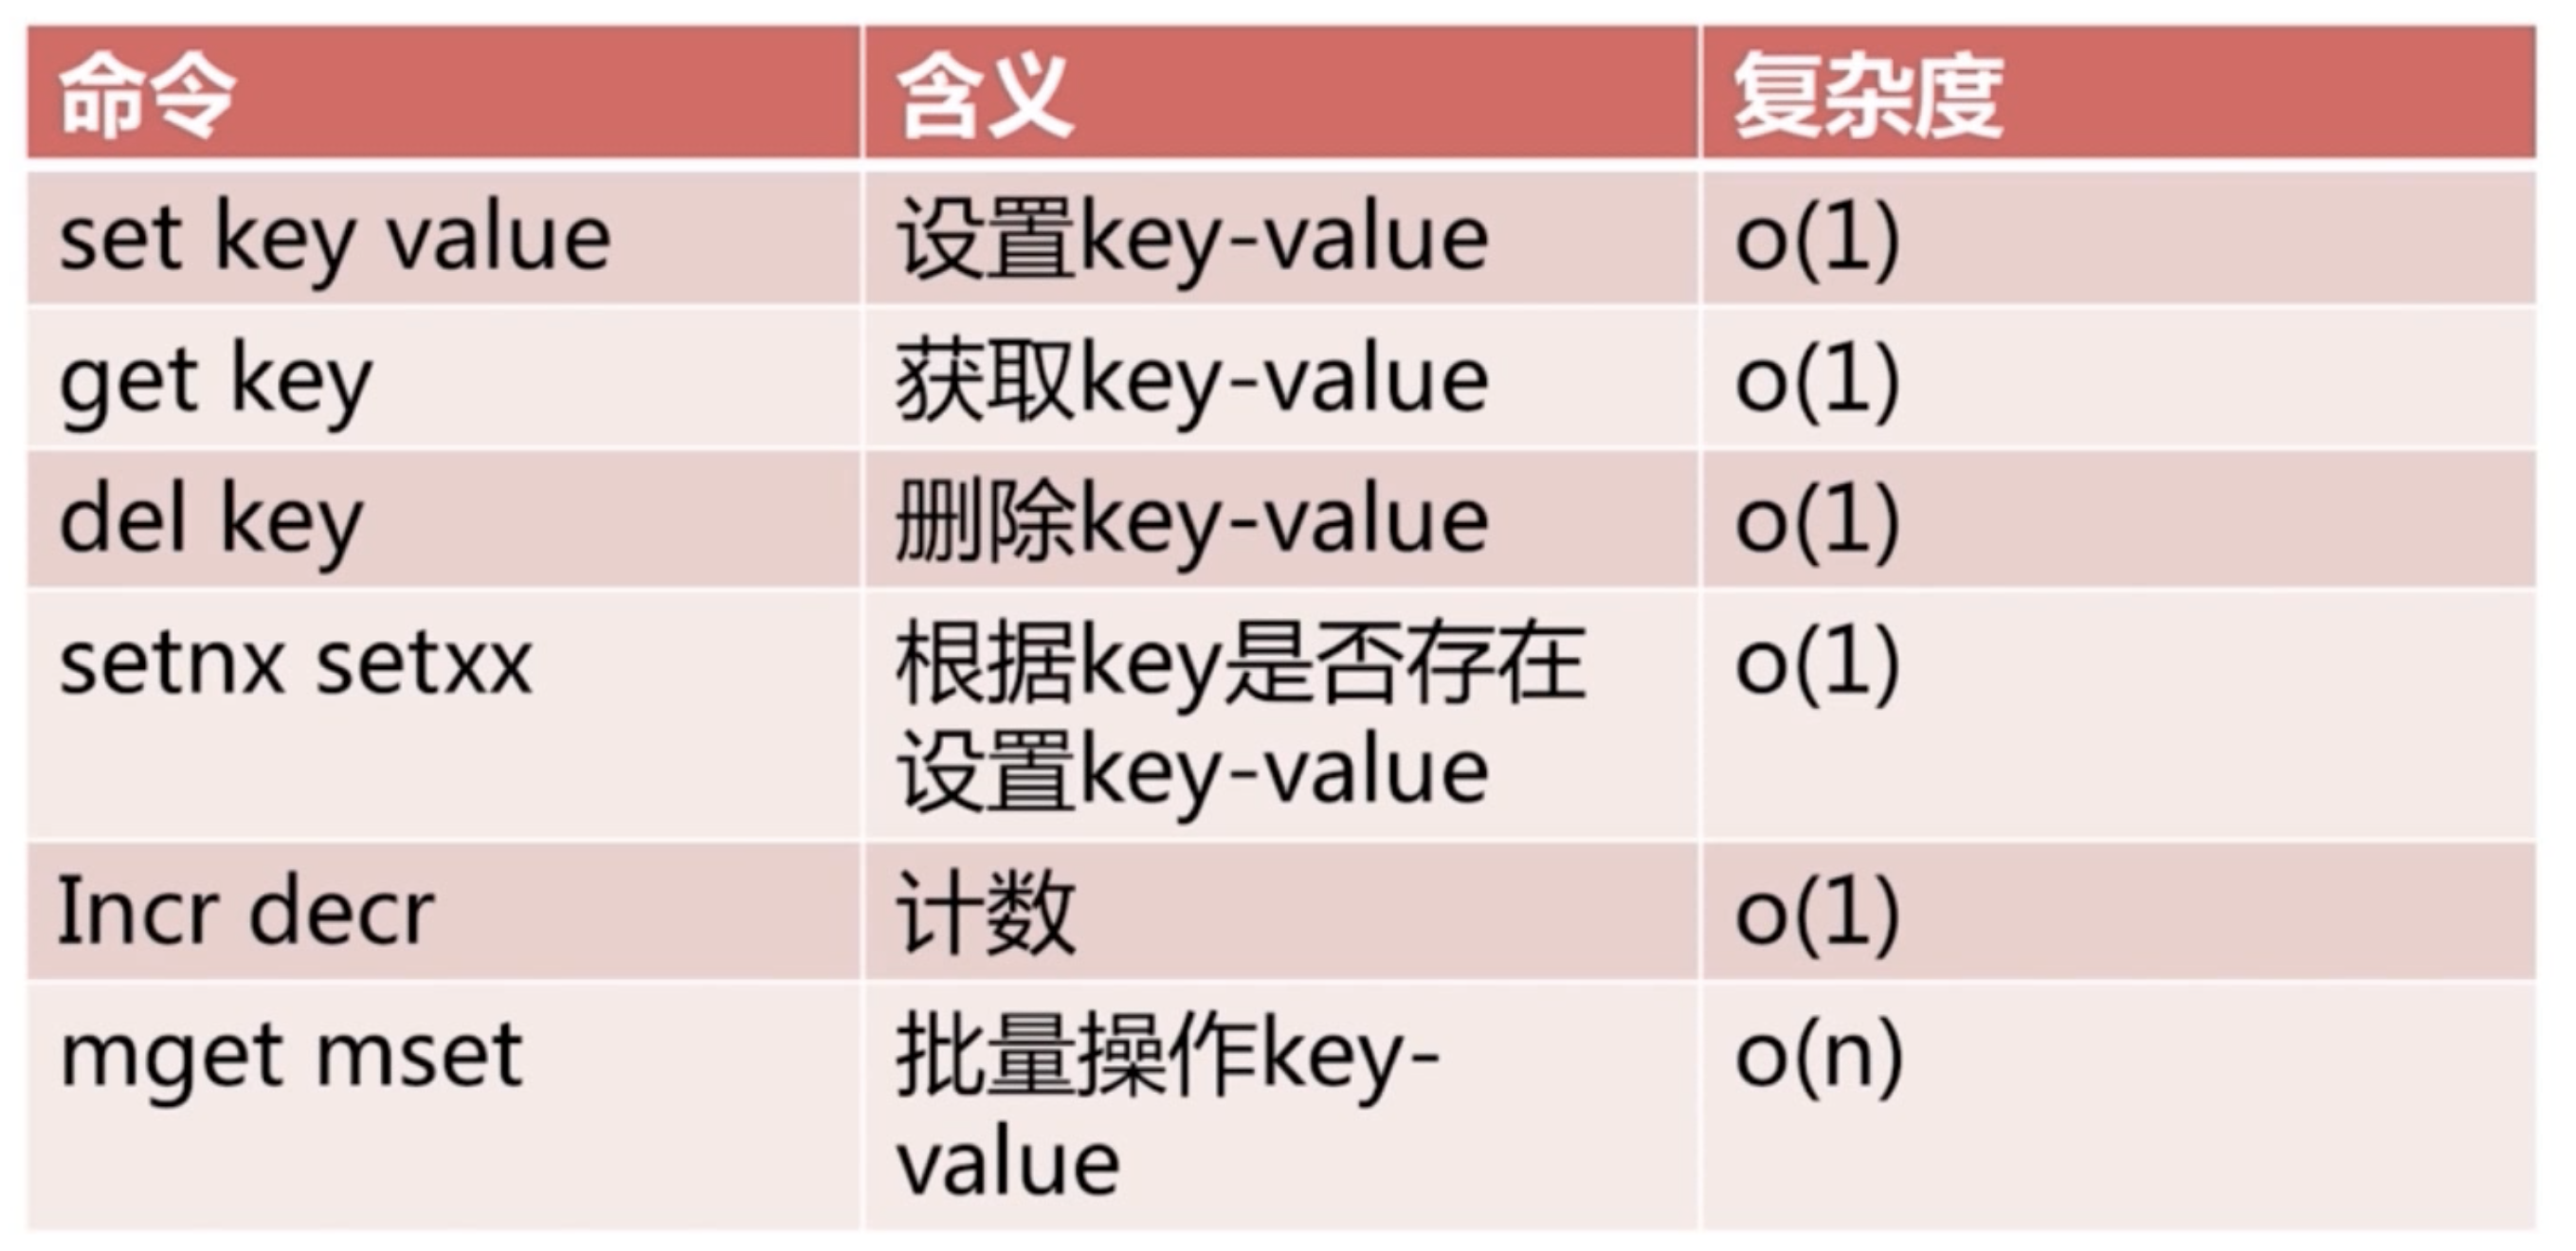 命令 含义 复杂度
set key value 设置key-value o(1)
get key 获取key-value o(1)
del key 删除key-value o(1)
setnx setxx 根据key是否存在 o(1)
设置key-value
Incr decr 计数 o(1)
mget mset 批量操作key- o(n)
value